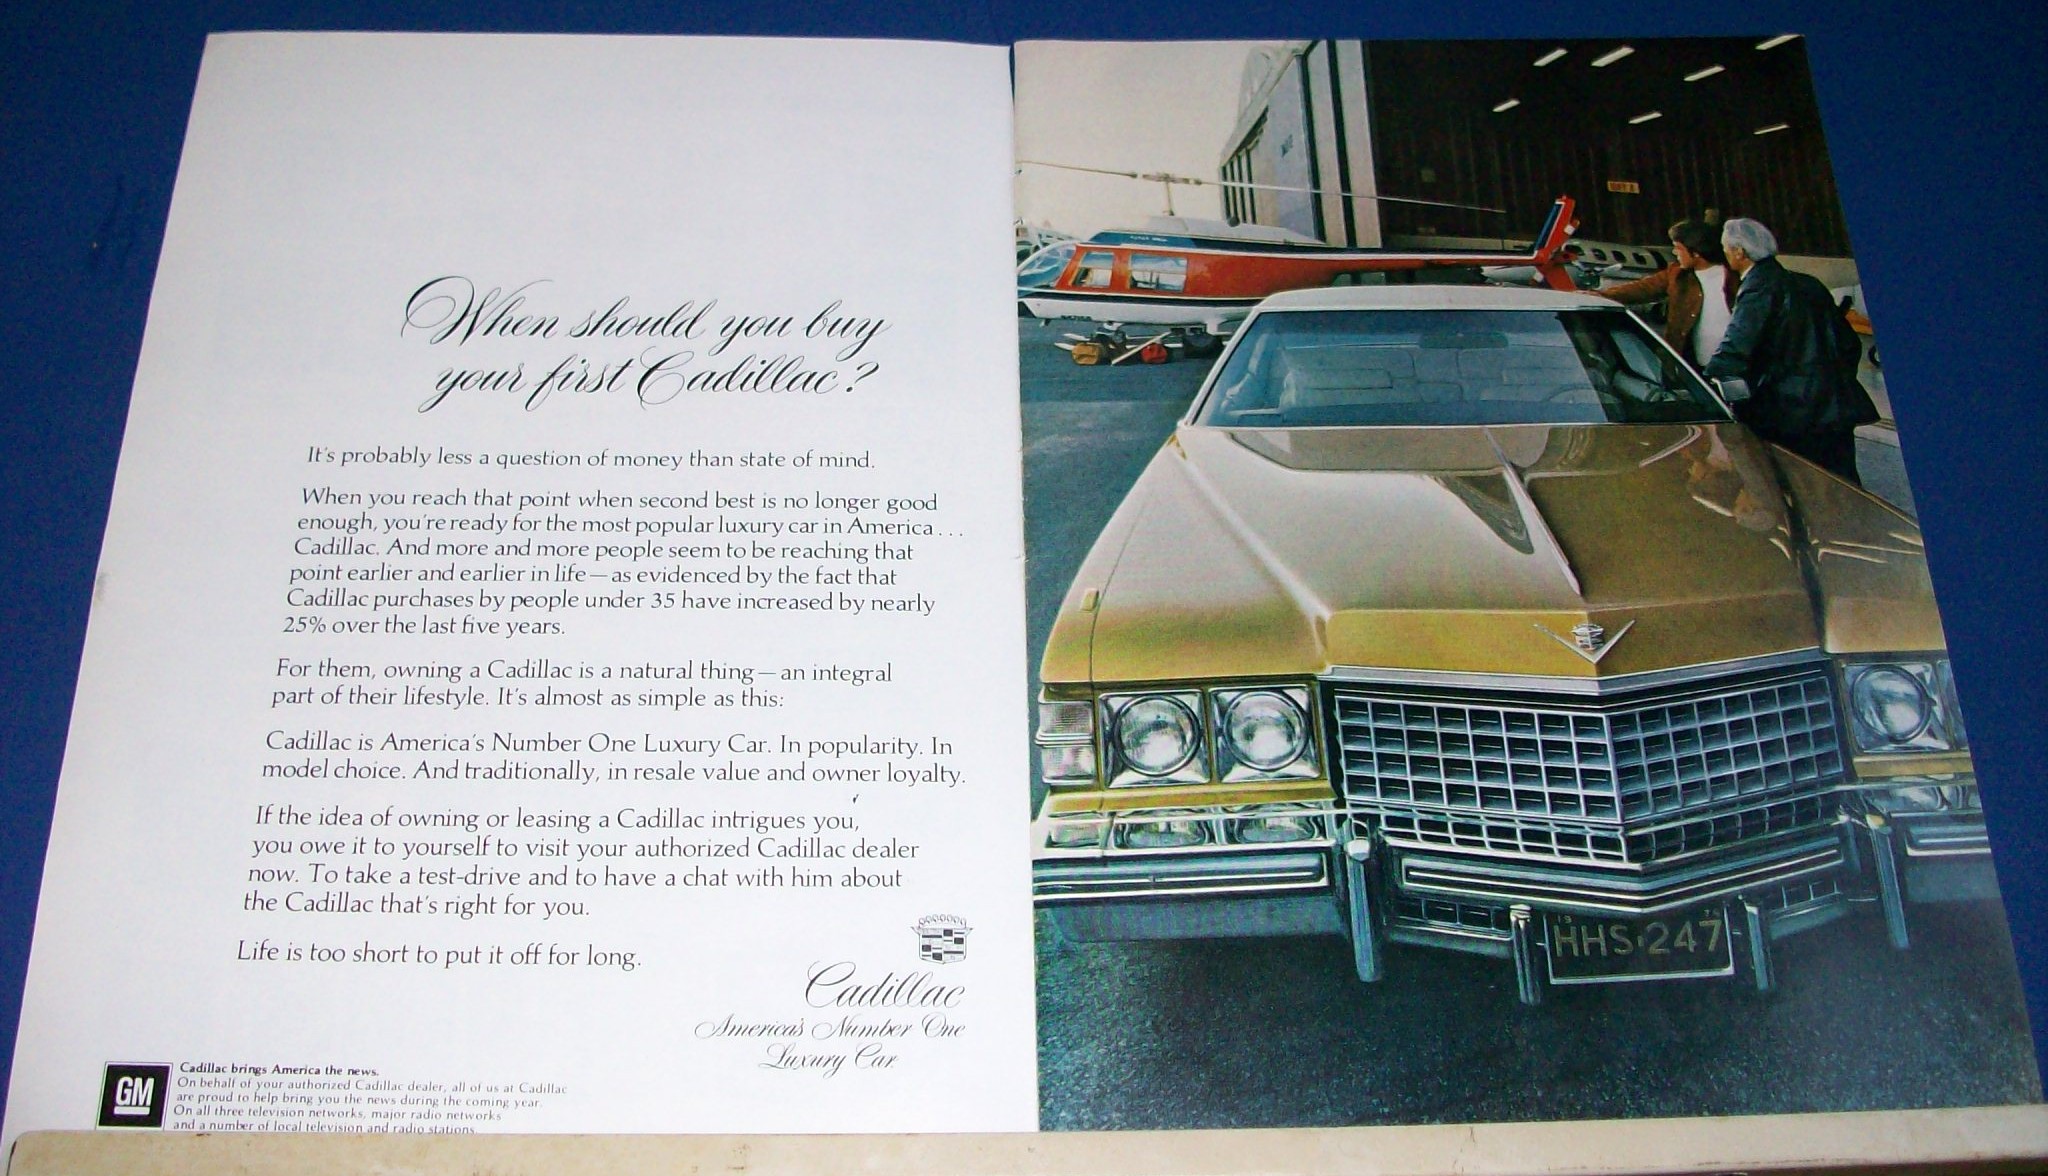 When should you buy
your first Cadillac?
It's probably less a question of money than state of mind.
When you reach that point when second best is no longer good
enough, you're ready for the most popular luxury car in America . . .
Cadillac. And more and more people seem to be reaching that
point earlier and earlier in life — as evidenced by the fact that
Cadillac purchases by people under 35 have increased by nearly
25% over the last five years.
For them, owning a Cadillac is a natural thing — an integral
part of their lifestyle. It's almost as simple as this:
Cadillac is America's Number One Luxury Car. In popularity. In
model choice. And traditionally, in resale value and owner loyalty.
If the idea of owning or leasing a Cadillac intrigues you,
you owe it to yourself to visit your authorized Cadillac dealer
now. To take a test-drive and to have a chat with him about
the Cadillac that's right for you.
Life is too short to put it off for long.
Cadillac
America's Number One
Luxury Car.
GM
Cadillac brings America the news.
On behalf of your authorized Cadillac dealer, all of us at Cadillac
are proud to help bring you the news during the coming year.
On all three television networks, major radio networks
and a number of local television and radio stations.
19 74
HHS·247